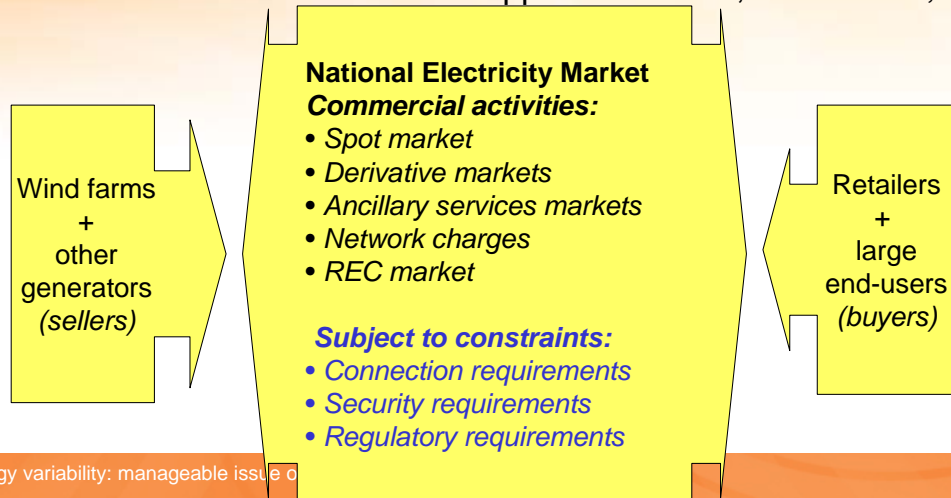 National Electricity Market
Commercial activities:
• Spot market
• Derivative markets
• Ancillary services markets
• Network charges
• REC market
Subject to constraints:
• Connection requirements
• Security requirements
• Regulatory requirements
Wind farms
+
other
generators
(sellers)
Retailers
+
large
end-users
(buyers)
gy variability: manageable issue o